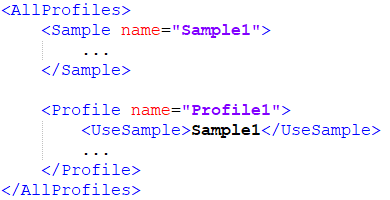 <AllProfiles>
    <Sample name="Sample1">
        ...
    </Sample>

    <Profile name="Profile1">
        <UseSample>Sample1</UseSample>
        ...
    </Profile>
</AllProfiles>